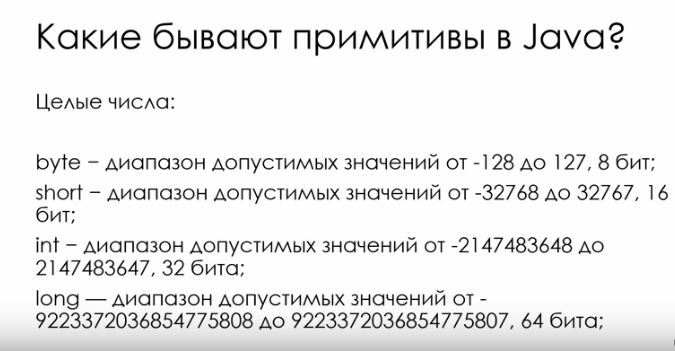 Какие бывают примитивы в Java?
Целые числа:
byte – диапазон допустимых значений от -128 до 127, 8 бит;
short – диапазон допустимых значений от -32768 до 32767, 16
бит;
int – диапазон допустимых значений от -2147483648 до
2147483647, 32 бита;
long — диапазон допустимых значений от -
9223372036854775808 до 9223372036854775807, 64 бита;